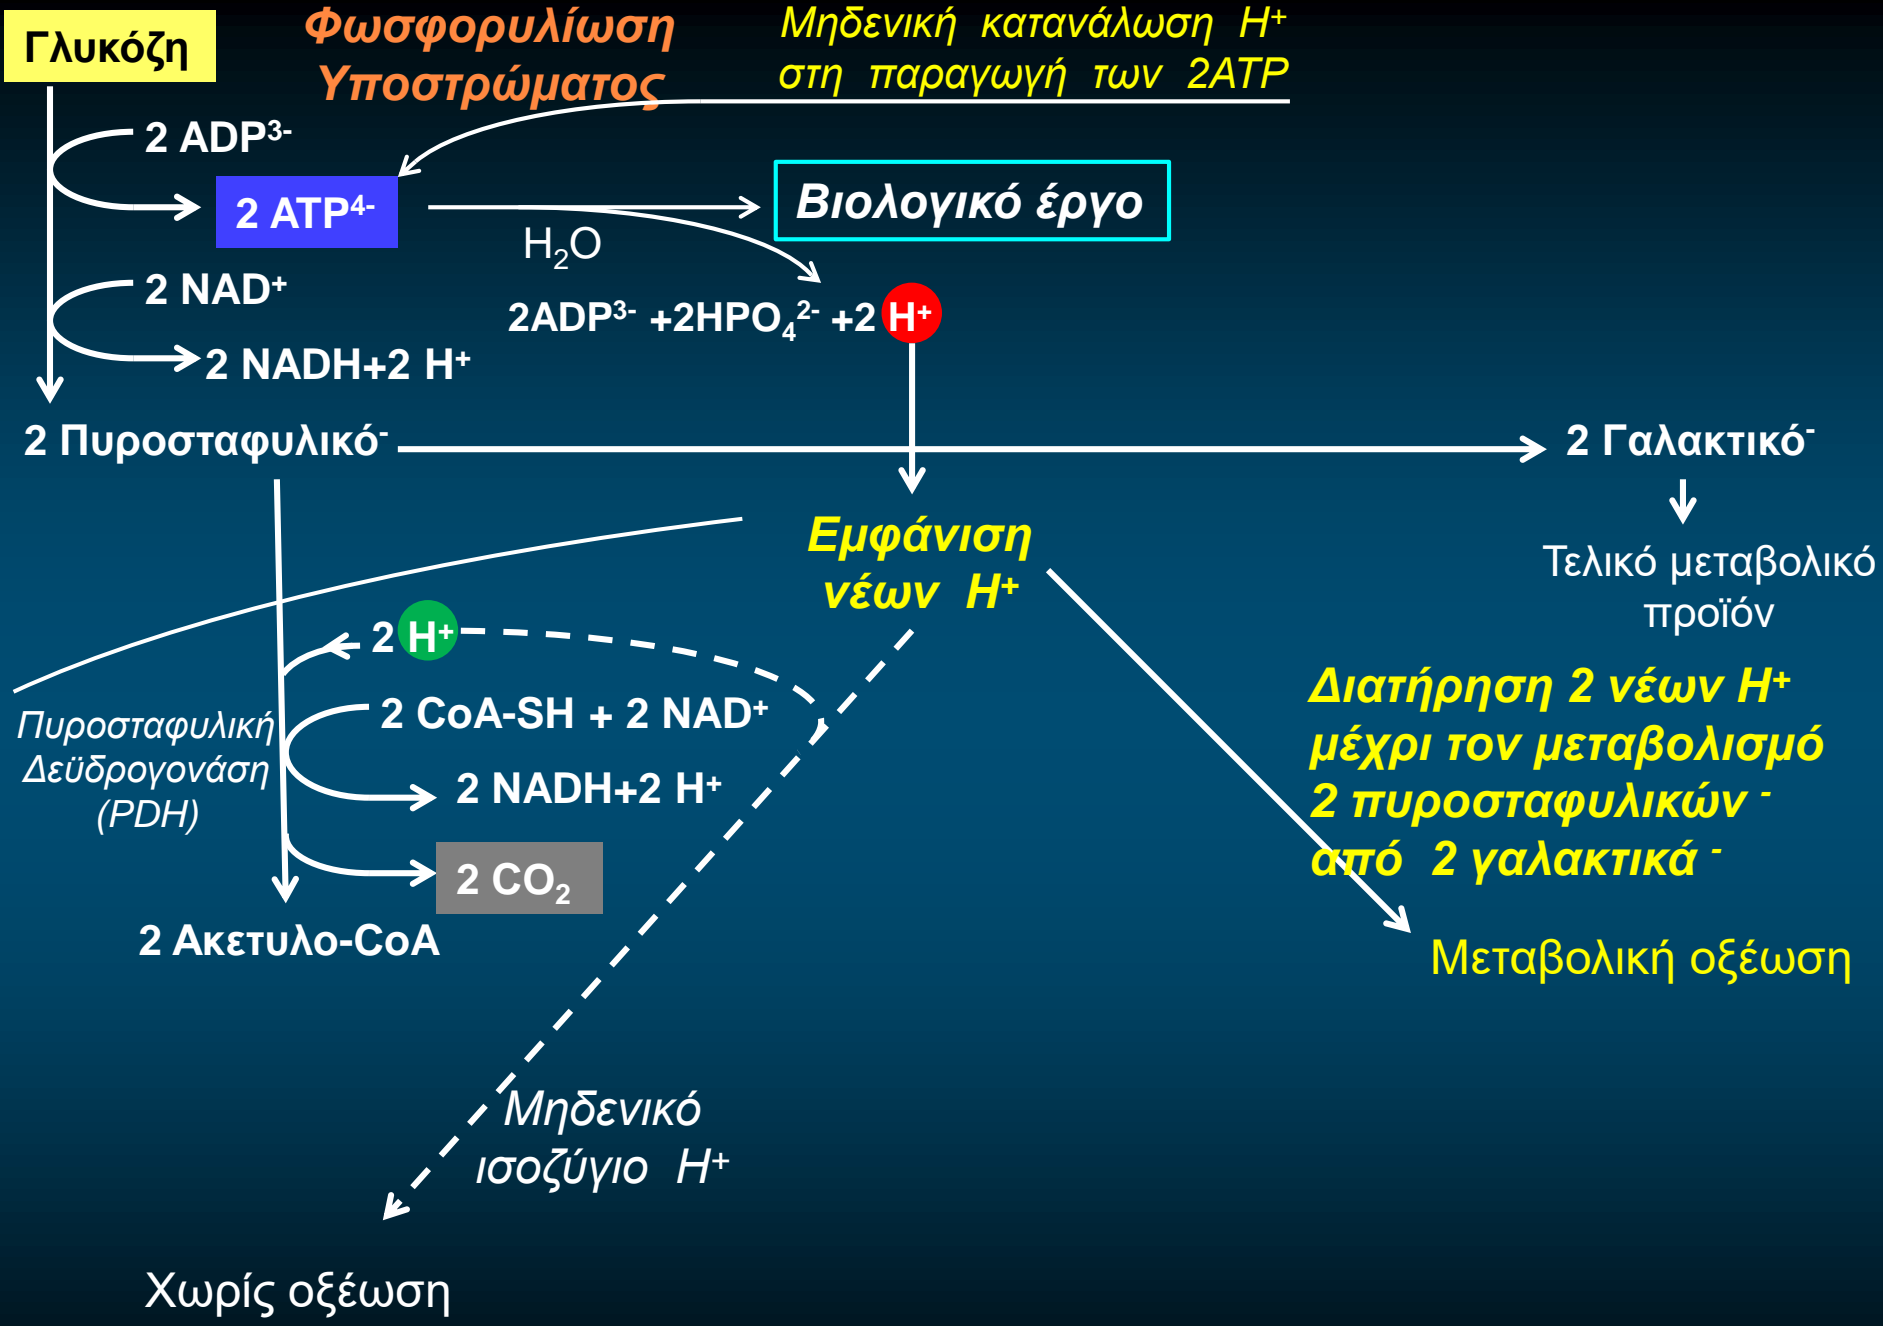 Γλυκόζη
Φωσφορυλίωση
Υποστρώματος
Μηδενική κατανάλωση H⁺
στη παραγωγή των 2ATP
2 ADP³⁻
2 ATP⁴⁻
Βιολογικό έργο
H₂O
2 NAD⁺
2ADP³⁻ +2HPO₄²⁻ +2 H⁺
2 NADH+2 H⁺
2 Πυροσταφυλικό⁻
2 Γαλακτικό⁻
Εμφάνιση
νέων H⁺
Τελικό μεταβολικό
προϊόν
2 H⁺
Διατήρηση 2 νέων H⁺
μέχρι τον μεταβολισμό
2 πυροσταφυλικών ⁻
από 2 γαλακτικά ⁻
Πυροσταφυλική
Δεϋδρογονάση
(PDH)
2 CoA-SH + 2 NAD⁺
2 NADH+2 H⁺
2 CO₂
2 Ακετυλο-CoA
Μεταβολική οξέωση
Μηδενικό
ισοζύγιο H⁺
Χωρίς οξέωση